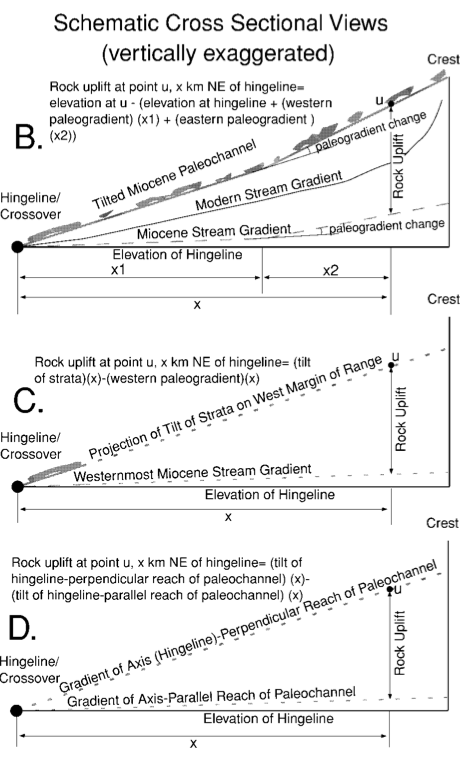 Schematic Cross Sectional Views
(vertically exaggerated)
Crest
Rock uplift at point u, x km NE of hingeline=
elevation at u - (elevation at hingeline + (western
paleogradient) (x1) + (eastern paleogradient )
(x2))
B.
u
paleogradient change
Tilted Miocene Paleochannel
Rock Uplift
Modern Stream Gradient
Hingeline/
Crossover
Miocene Stream Gradient
paleogradient change
Elevation of Hingeline
x1
x2
x
Crest
Rock uplift at point u, x km NE of hingeline= (tilt
of strata)(x)-(western paleogradient)(x)
u
C.
Projection of Tilt of Strata on West Margin of Range
Rock Uplift
Hingeline/
Crossover
Westernmost Miocene Stream Gradient
Elevation of Hingeline
x
Crest
Rock uplift at point u, x km NE of hingeline= (tilt of
hingeline-perpendicular reach of paleochannel) (x)-
(tilt of hingeline-parallel reach of paleochannel) (x)
u
D.
Gradient of Axis (Hingeline)-Perpendicular Reach of Paleochannel
Rock Uplift
Hingeline/
Crossover
Gradient of Axis-Parallel Reach of Paleochannel
Elevation of Hingeline
x